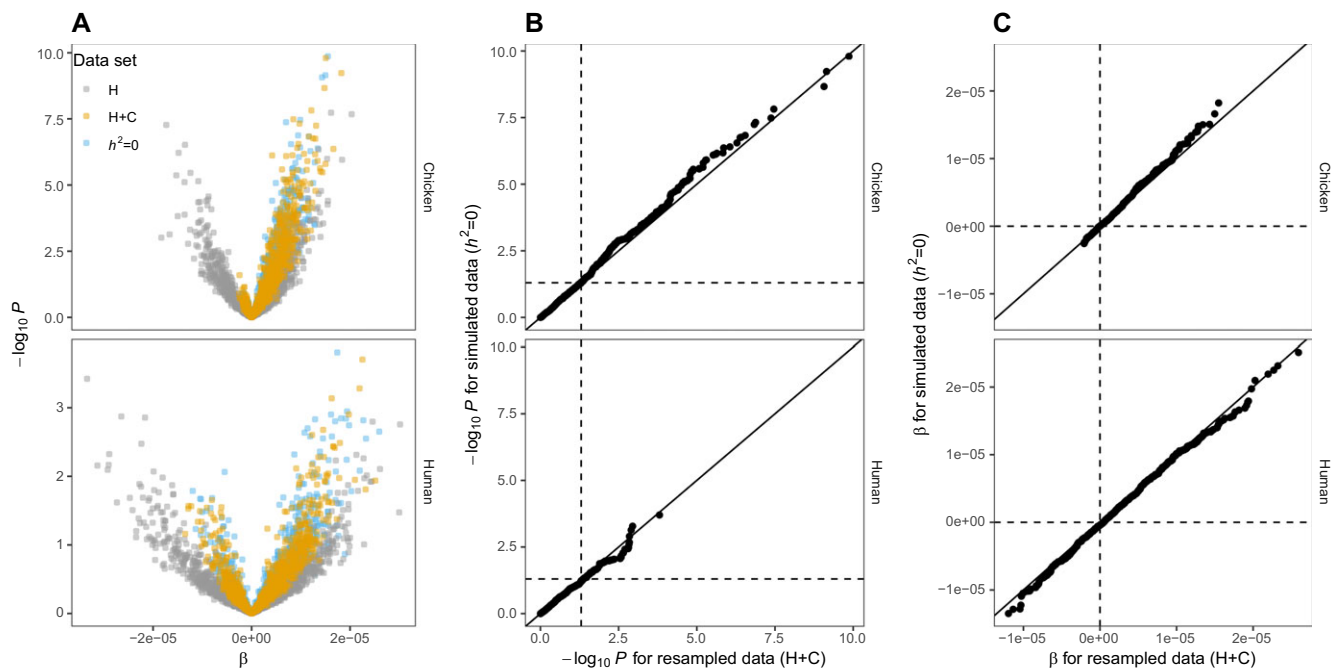 A
B
C
Data set
H
H+C
h²=0
10.0
7.5
5.0
2.5
0.0
Chicken
3
2
1
0
Human
−log₁₀ P
−2e−05
0e+00
2e−05
β
10.0
7.5
5.0
2.5
0.0
Chicken
10.0
7.5
5.0
2.5
0.0
Human
−log₁₀ P for simulated data (h²=0)
0.0
2.5
5.0
7.5
10.0
−log₁₀ P for resampled data (H+C)
2e−05
1e−05
0e+00
−1e−05
Chicken
2e−05
1e−05
0e+00
−1e−05
Human
β for simulated data (h²=0)
−1e−05
0e+00
1e−05
2e−05
β for resampled data (H+C)